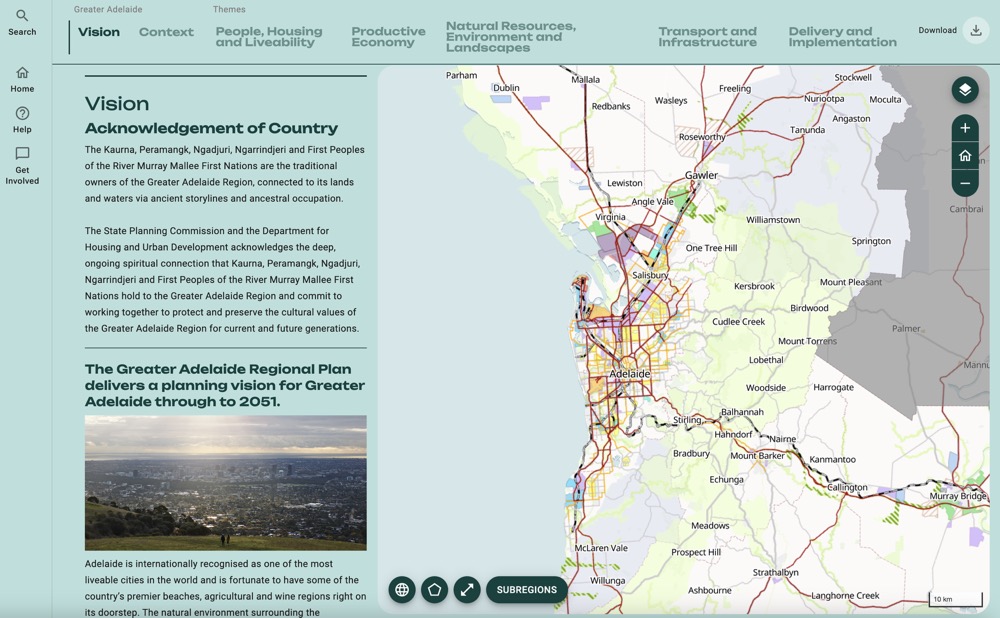 Search
Home
Help
Get
Involved
Greater Adelaide
Themes
Vision
Context
People, Housing
and Liveability
Productive
Economy
Natural Resources,
Environment and
Landscapes
Transport and
Infrastructure
Delivery and
Implementation
Download
Vision
Acknowledgement of Country
The Kaurna, Peramangk, Ngadjuri, Ngarrindjeri and First Peoples
of the River Murray Mallee First Nations are the traditional
owners of the Greater Adelaide Region, connected to its lands
and waters via ancient storylines and ancestral occupation.
The State Planning Commission and the Department for
Housing and Urban Development acknowledges the deep,
ongoing spiritual connection that Kaurna, Peramangk, Ngadjuri,
Ngarrindjeri and First Peoples of the River Murray Mallee First
Nations hold to the Greater Adelaide Region and commit to
working together to protect and preserve the cultural values of
the Greater Adelaide Region for current and future generations.
The Greater Adelaide Regional Plan
delivers a planning vision for Greater
Adelaide through to 2051.
Adelaide is internationally recognised as one of the most
liveable cities in the world and is fortunate to have some of the
country's premier beaches, agricultural and wine regions right on
its doorstep. The natural environment surrounding the
Parham
Dublin
Mallala
Redbanks
Wasleys
Freeling
Stockwell
Nuriootpa
Moculta
Angaston
Tanunda
Roseworthy
Gawler
Lewiston
Angle Vale
Virginia
Williamstown
Cambrai
Springton
One Tree Hill
Salisbury
Kersbrook
Mount Pleasant
Birdwood
Cudlee Creek
Palmer
Mount Torrens
Lobethal
Adelaide
Woodside
Harrogate
Stirling
Balhannah
Hahndorf
Nairne
Bradbury
Mount Barker
Kanmantoo
Echunga
Callington
Murray Bridge
Meadows
McLaren Vale
Prospect Hill
Strathalbyn
Willunga
Ashbourne
Langhorne Creek
SUBREGIONS
10 km